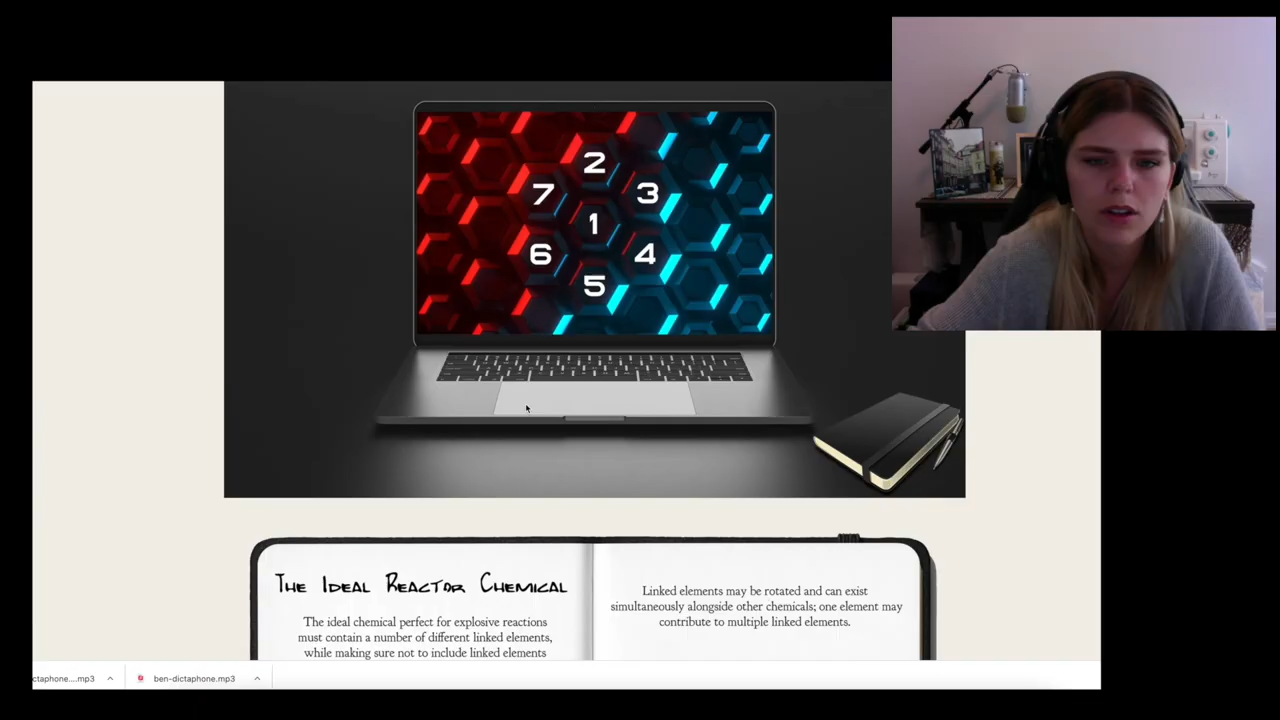 2
7
3
1
6
4
5
THE IDEAL REACTOR CHEMICAL
The ideal chemical perfect for explosive reactions
must contain a number of different linked elements,
while making sure not to include linked elements
Linked elements may be rotated and can exist
simultaneously alongside other chemicals; one element may
contribute to multiple linked elements.
ctaphone....mp3
ben-dictaphone.mp3